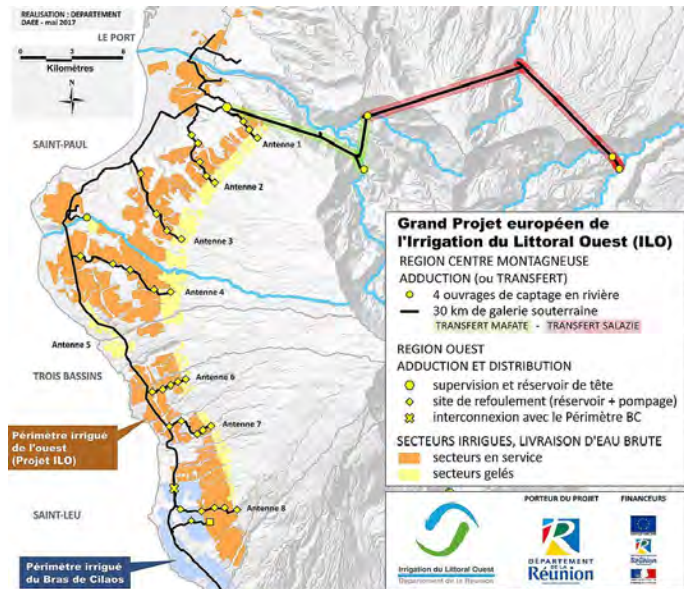 REALISATION : DEPARTEMENT
DAEE - mai 2017
LE PORT
0 3 6
Kilomètres
N
SAINT-PAUL
Antenne 1
Antenne 2
Antenne 3
Antenne 4
Antenne 5
TROIS BASSINS
Antenne 6
Antenne 7
Périmètre irrigué
de l'ouest
(Projet ILO)
SAINT-LEU
Antenne 8
Périmètre irrigué
du Bras de Cilaos
Grand Projet européen de
l'Irrigation du Littoral Ouest (ILO)
REGION CENTRE MONTAGNEUSE
ADDUCTION (ou TRANSFERT)
4 ouvrages de captage en rivière
30 km de galerie souterraine
TRANSFERT MAFATE - TRANSFERT SALAZIE
REGION OUEST
ADDUCTION ET DISTRIBUTION
supervision et réservoir de tête
site de refoulement (réservoir + pompage)
interconnexion avec le Périmètre BC
SECTEURS IRRIGUES, LIVRAISON D'EAU BRUTE
secteurs en service
secteurs gelés
PORTEUR DU PROJET
FINANCEURS
Irrigation du Littoral Ouest
Département de la Réunion
DÉPARTEMENT
DE LA
Réunion